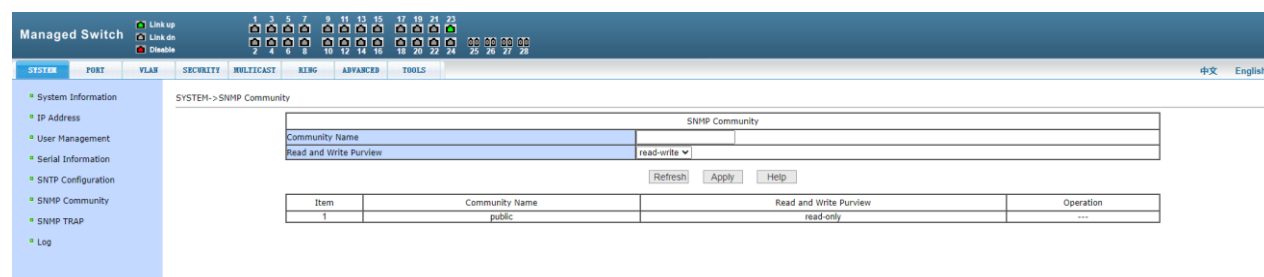 Managed Switch
Link up
Link dn
Disable
1 3 5 7 9 11 13 15 17 19 21 23
2 4 6 8 10 12 14 16 18 20 22 24 25 26 27 28
SYSTEM PORT VLAN SECURITY MULTICAST RING ADVANCED TOOLS 中文 English
System Information
IP Address
User Management
Serial Information
SNTP Configuration
SNMP Community
SNMP TRAP
Log
SYSTEM->SNMP Community
SNMP Community
Community Name
Read and Write Purview read-write
Refresh Apply Help
Item Community Name Read and Write Purview Operation
1 public read-only ---